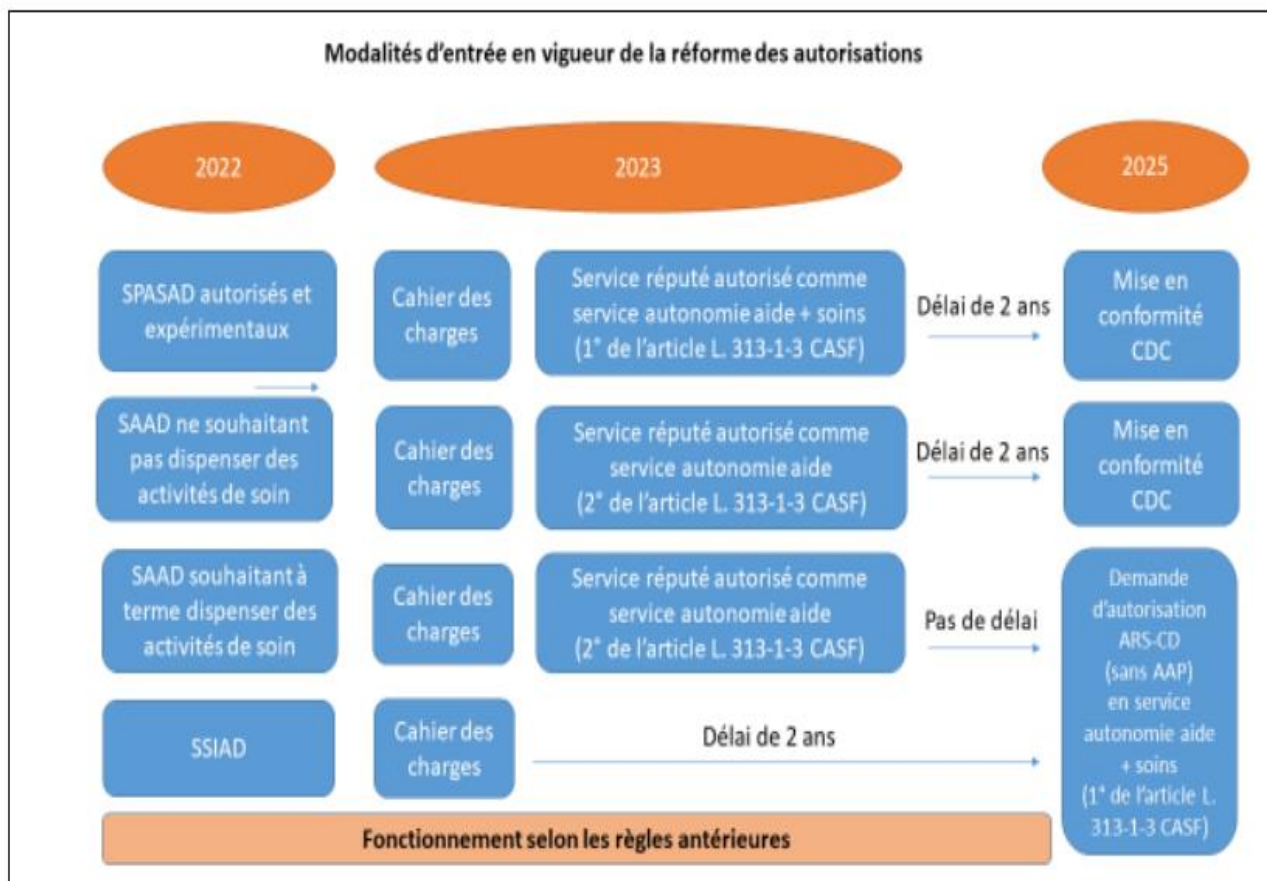 Modalités d'entrée en vigueur de la réforme des autorisations
2022
2023
2025
SPASAD autorisés et
expérimentaux
Cahier des
charges
Service réputé autorisé comme
service autonomie aide + soins
(1° de l'article L. 313-1-3 CASF)
Délai de 2 ans
Mise en
conformité
CDC
SAAD ne souhaitant
pas dispenser des
activités de soin
Cahier des
charges
Service réputé autorisé comme
service autonomie aide
(2° de l'article L. 313-1-3 CASF)
Délai de 2 ans
Mise en
conformité
CDC
SAAD souhaitant à
terme dispenser des
activités de soin
Cahier des
charges
Service réputé autorisé comme
service autonomie aide
(2° de l'article L. 313-1-3 CASF)
Pas de délai
Demande
d'autorisation
ARS-CD
(sans AAP)
en service
autonomie aide
+ soins
(1° de l'article L.
313-1-3 CASF)
SSIAD
Cahier des
charges
Délai de 2 ans
Fonctionnement selon les règles antérieures